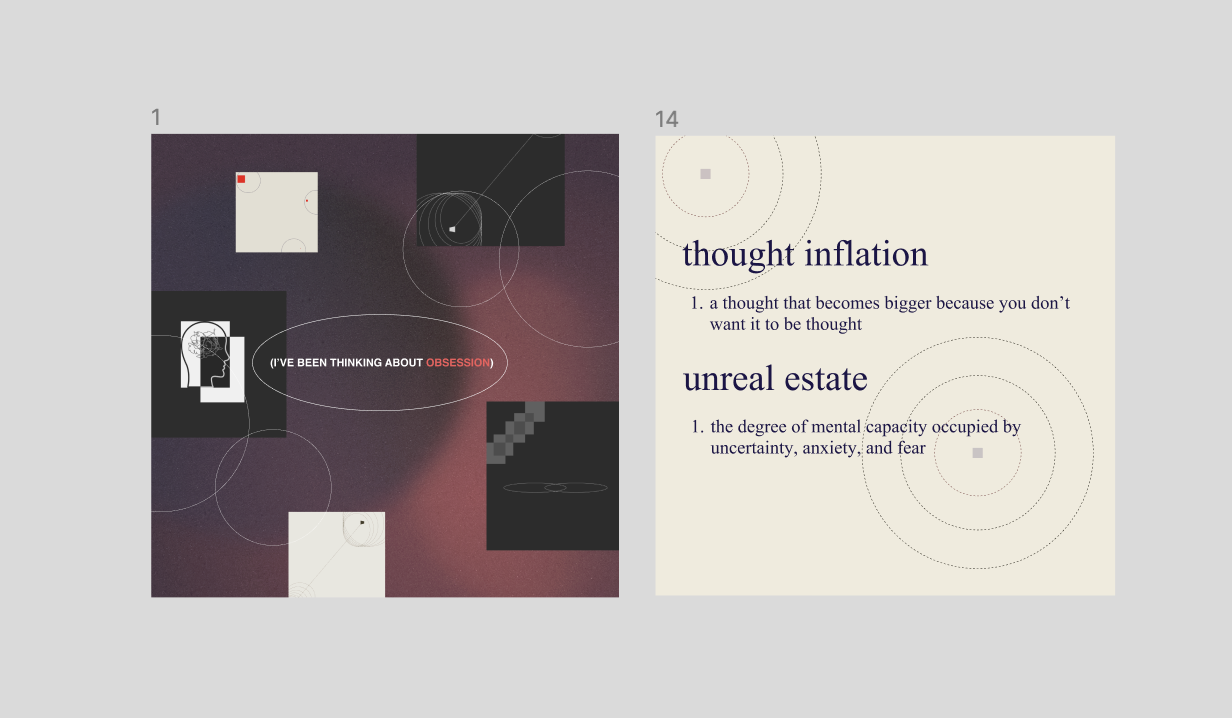 1
(I’VE BEEN THINKING ABOUT OBSESSION)
14
thought inflation
1. a thought that becomes bigger because you don’t
want it to be thought
unreal estate
1. the degree of mental capacity occupied by
uncertainty, anxiety, and fear